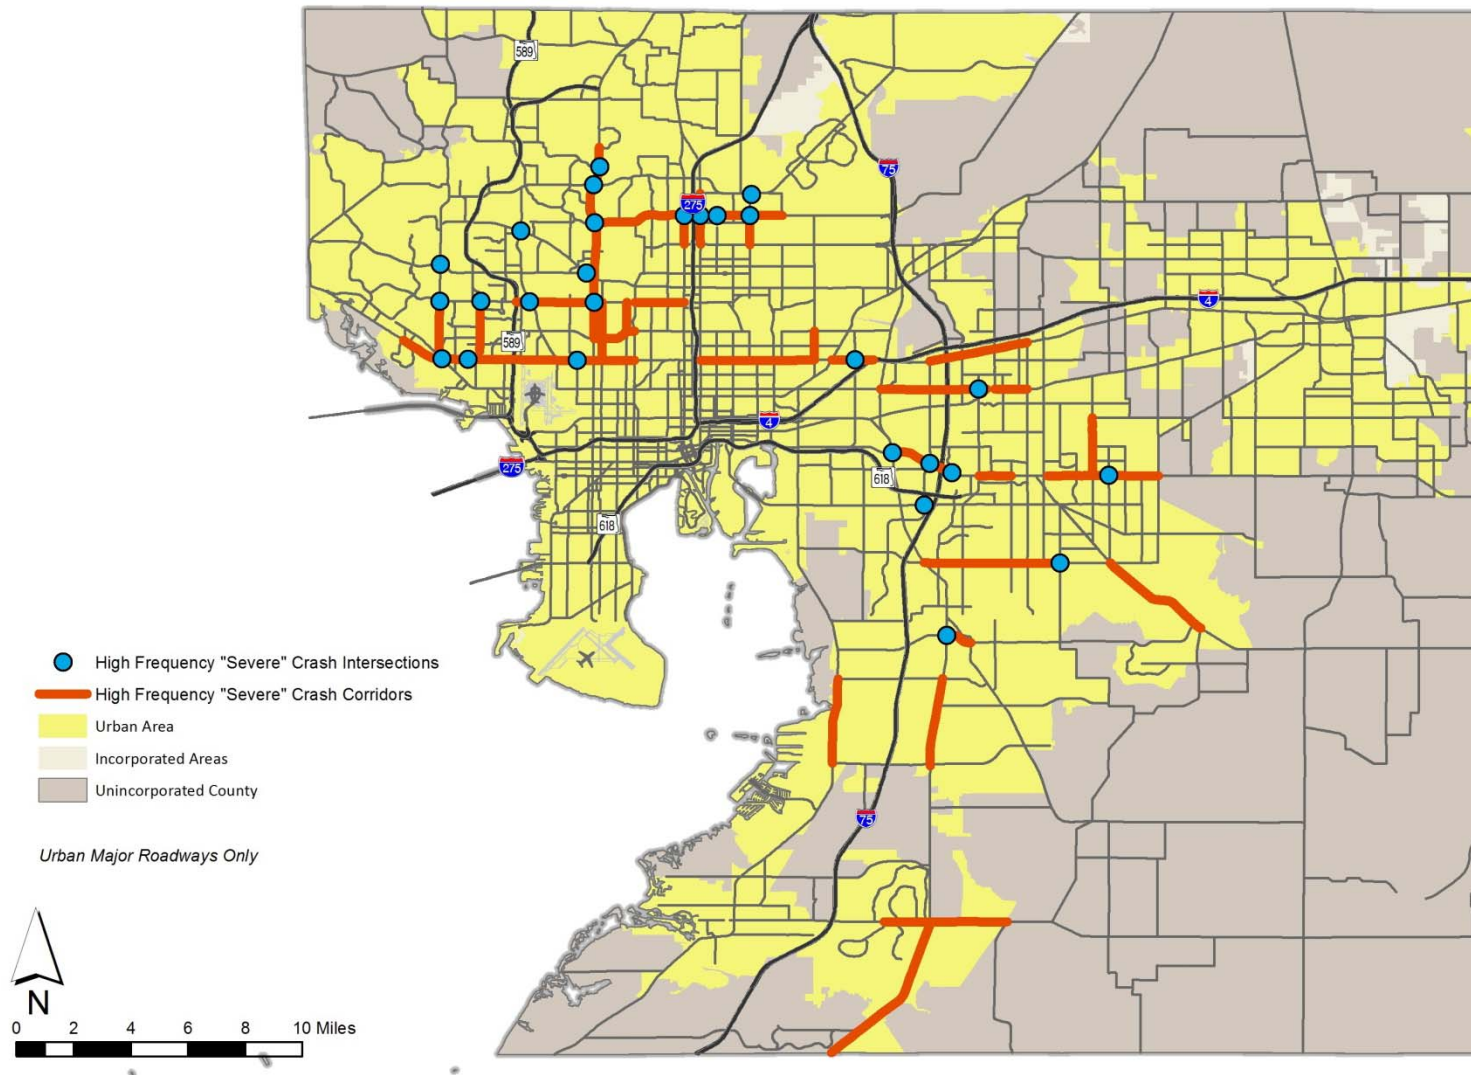 589
75
275
4
589
4
275
618
618
High Frequency "Severe" Crash Intersections
High Frequency "Severe" Crash Corridors
Urban Area
Incorporated Areas
Unincorporated County
75
Urban Major Roadways Only
N
0 2 4 6 8 10 Miles